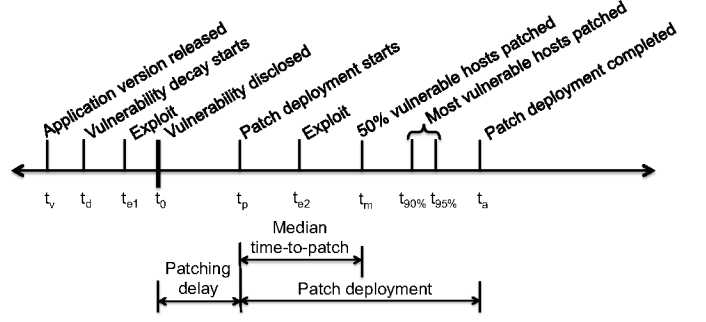 Application version released
Vulnerability decay starts
Exploit
Vulnerability disclosed
Patch deployment starts
Exploit
50% vulnerable hosts patched
Most vulnerable hosts patched
Patch deployment completed
tv
td
te1
t0
tp
te2
tm
t90%
t95%
ta
Median
time-to-patch
Patching
delay
Patch deployment